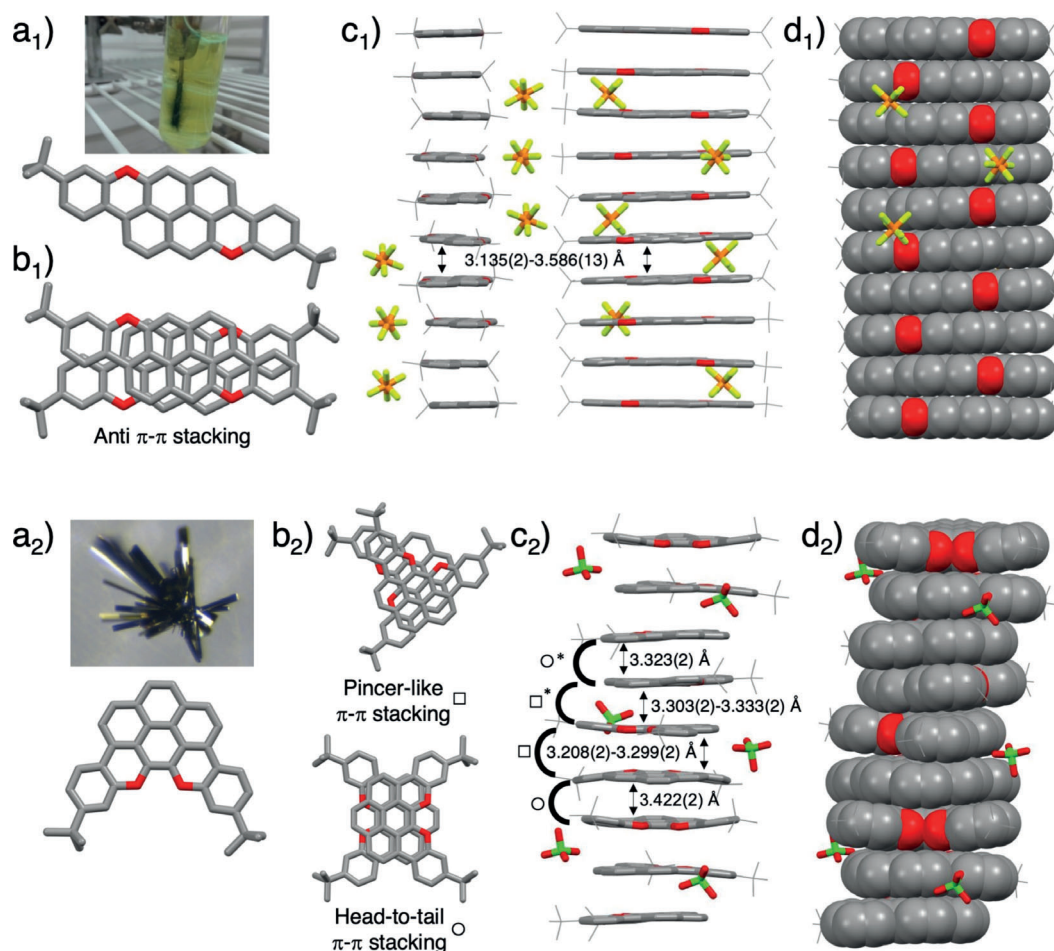 a1)
b1)
Anti π-π stacking
c1)
3.135(2)-3.586(13) Å
d1)
a2)
b2)
Pincer-like
π-π stacking □
Head-to-tail
π-π stacking ○
c2)
○*
3.323(2) Å
□*
3.303(2)-3.333(2) Å
□
3.208(2)-3.299(2) Å
○
3.422(2) Å
d2)